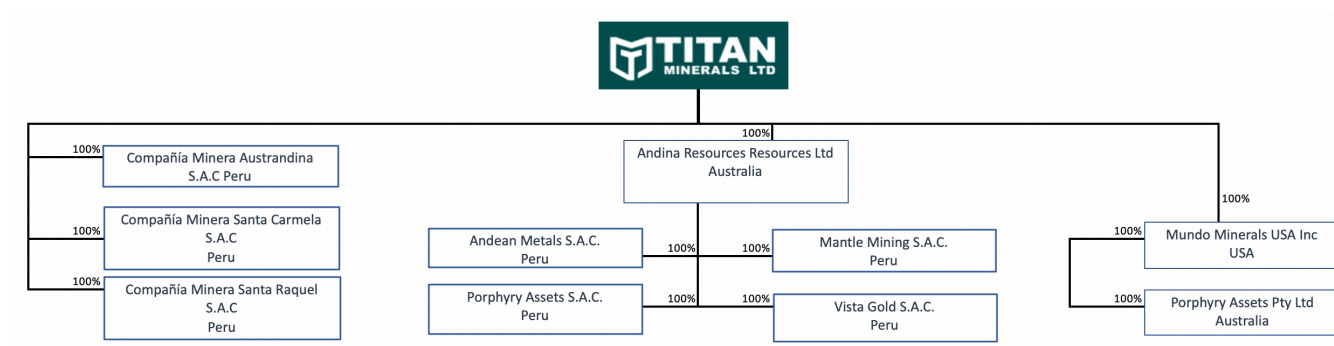 TITAN
MINERALS LTD
100%
Compañía Minera Austrandina
S.A.C Peru
100%
Compañía Minera Santa Carmela
S.A.C
Peru
100%
Compañía Minera Santa Raquel
S.A.C
Peru
100%
Andina Resources Resources Ltd
Australia
Andean Metals S.A.C.
Peru
100%
100%
Mantle Mining S.A.C.
Peru
Porphyry Assets S.A.C.
Peru
100%
100%
Vista Gold S.A.C.
Peru
100%
100%
Mundo Minerals USA Inc
USA
100%
Porphyry Assets Pty Ltd
Australia